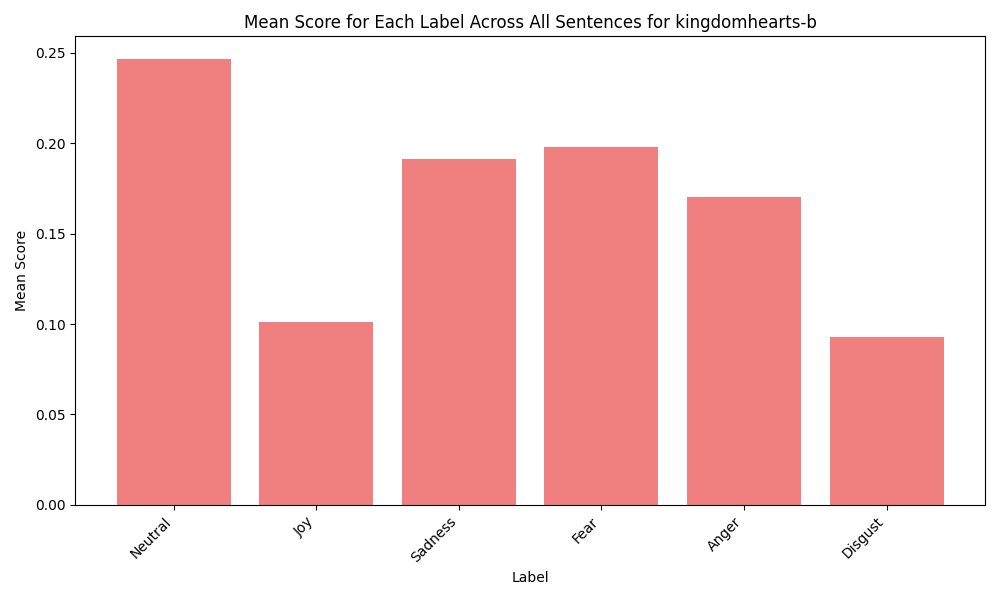 Mean Score for Each Label Across All Sentences for kingdomhearts-b
Mean Score
0.25
0.20
0.15
0.10
0.05
0.00
Neutral
Joy
Sadness
Fear
Anger
Disgust
Label